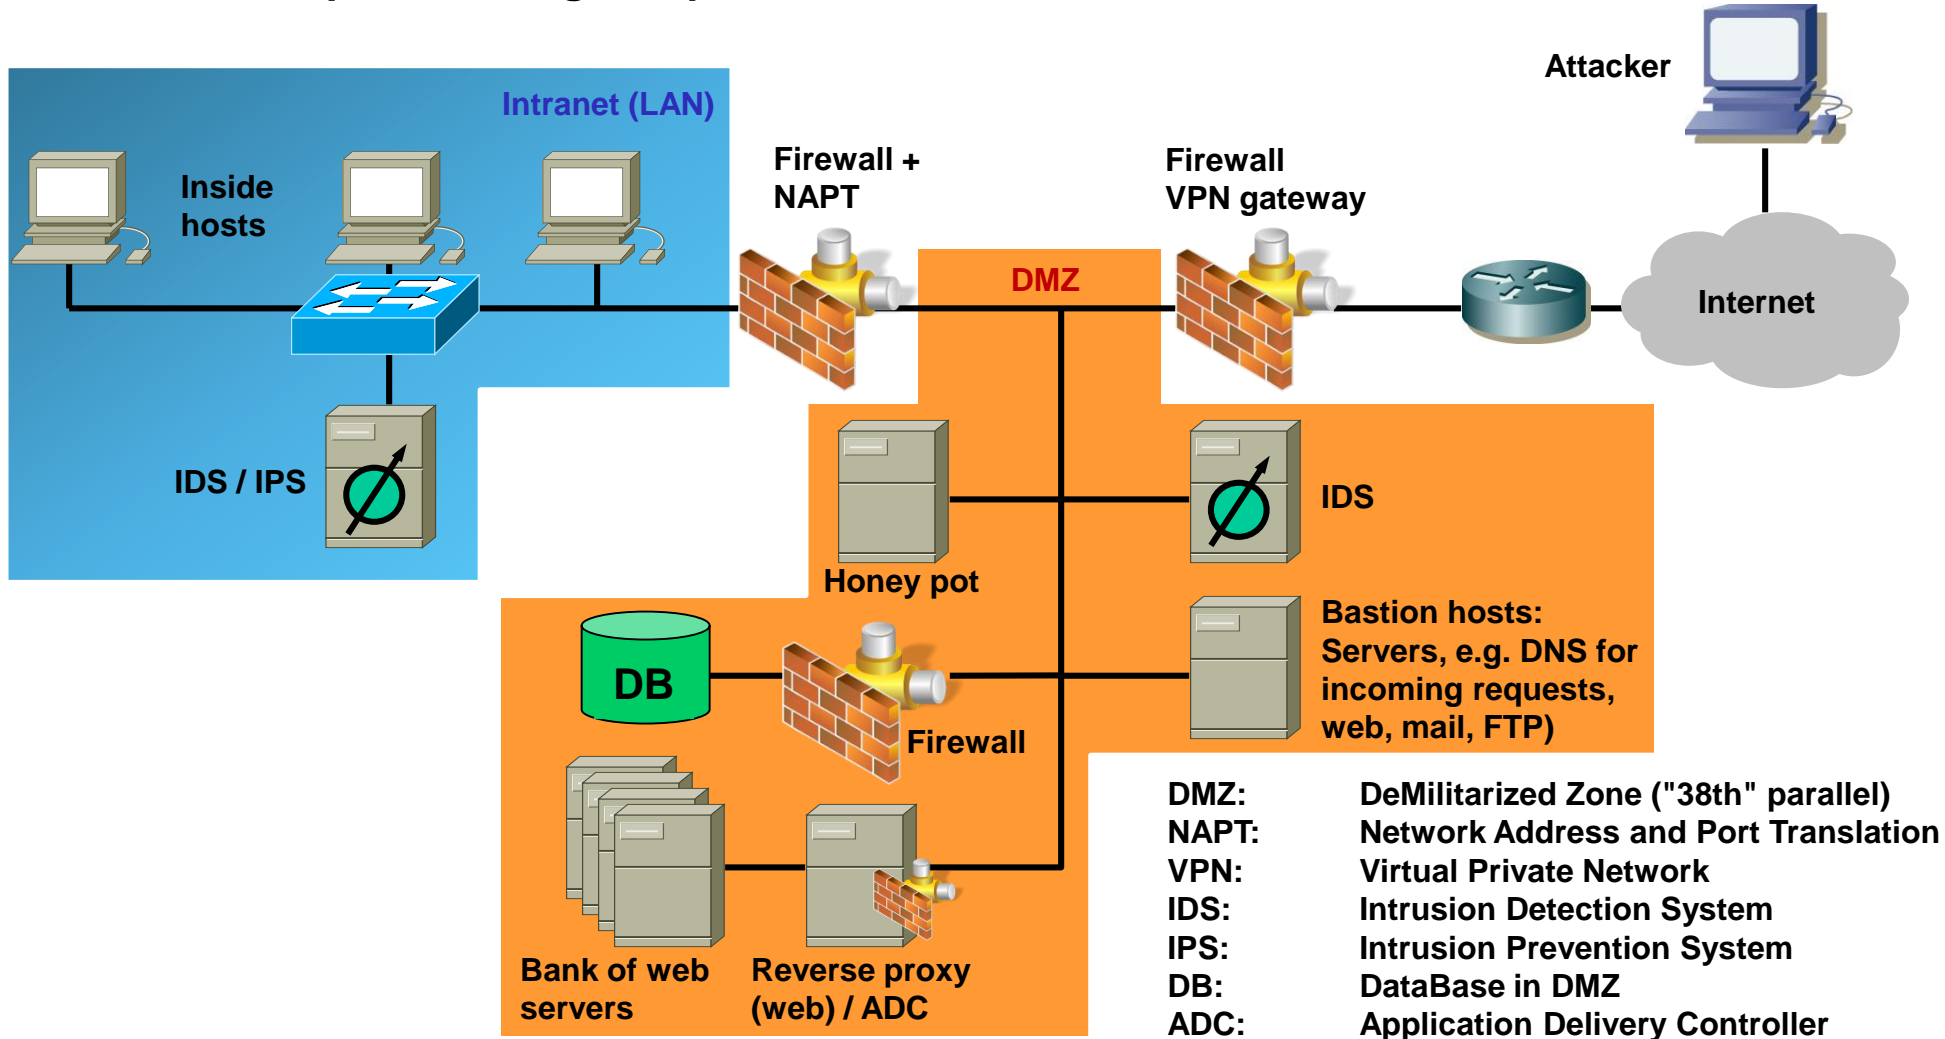 Attacker
Intranet (LAN)
Inside
hosts
Firewall +
NAPT
Firewall
VPN gateway
DMZ
Internet
IDS / IPS
IDS
Honey pot
Bastion hosts:
Servers, e.g. DNS for
incoming requests,
web, mail, FTP)
DB
Firewall
Bank of web
servers
Reverse proxy
(web) / ADC
DMZ: DeMilitarized Zone ("38th" parallel)
NAPT: Network Address and Port Translation
VPN: Virtual Private Network
IDS: Intrusion Detection System
IPS: Intrusion Prevention System
DB: DataBase in DMZ
ADC: Application Delivery Controller